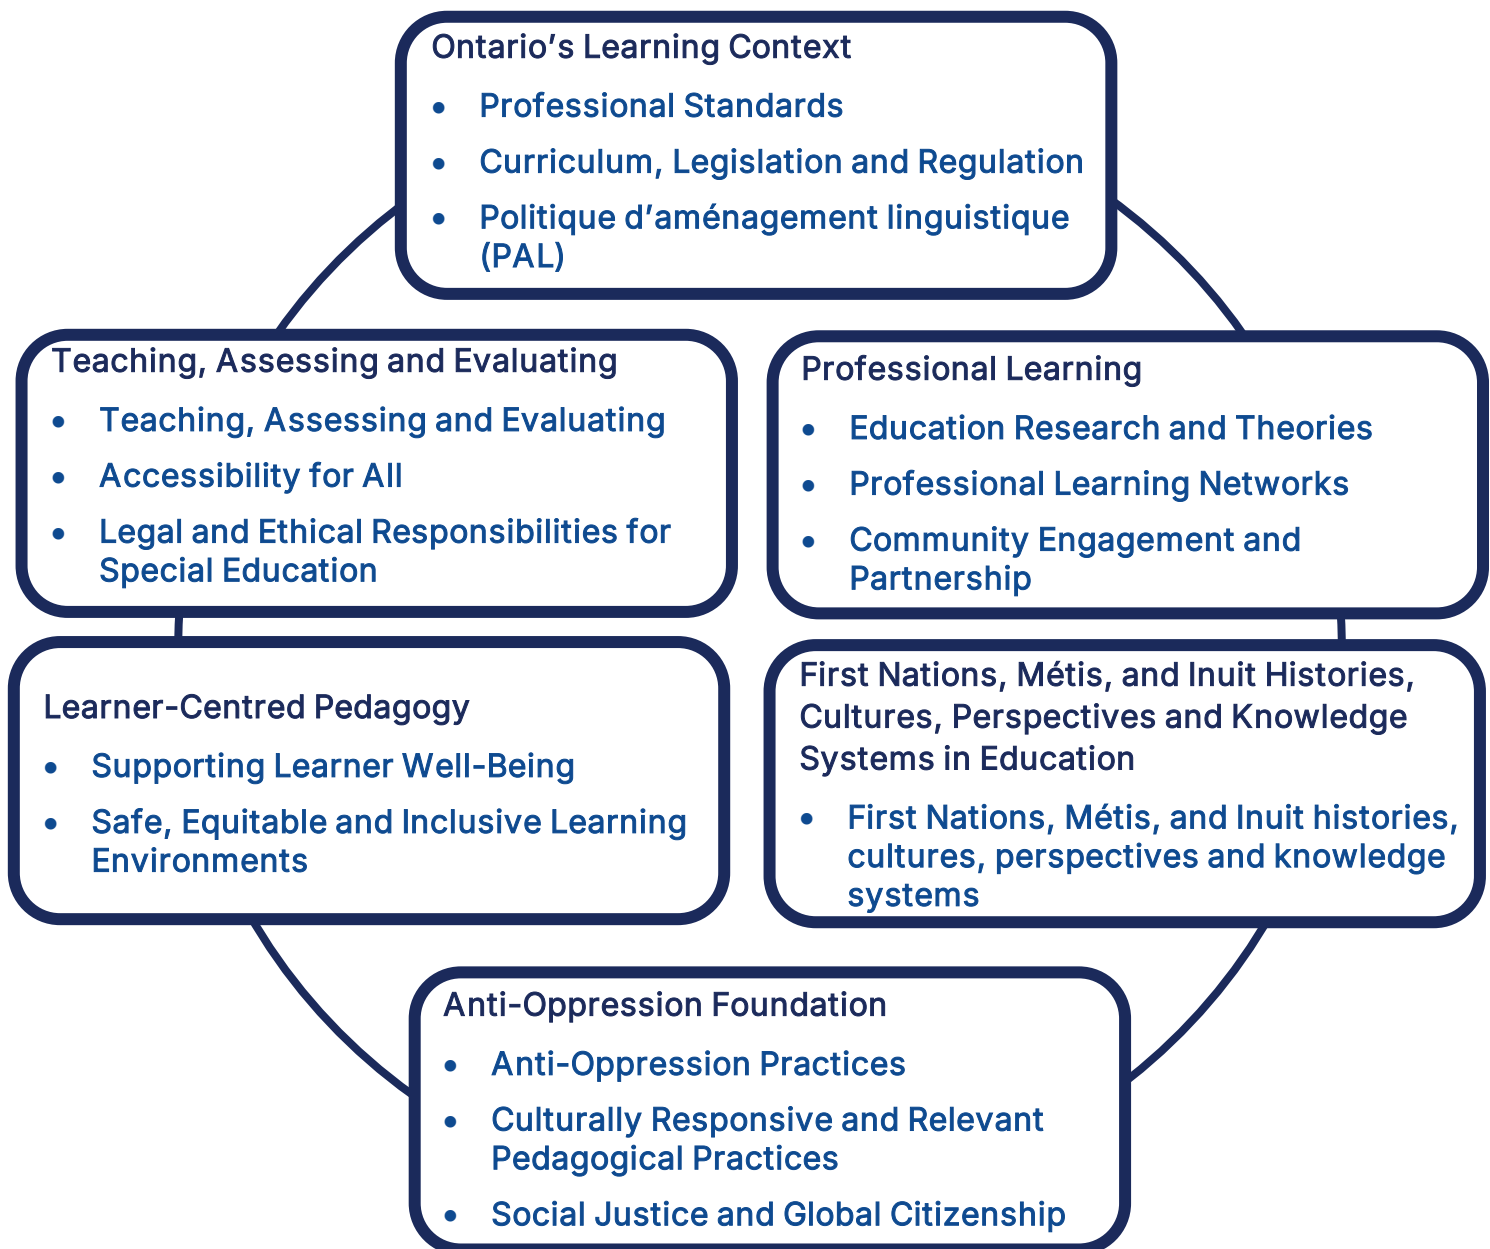 Ontario’s Learning Context
• Professional Standards
• Curriculum, Legislation and Regulation
• Politique d’aménagement linguistique
(PAL)
Teaching, Assessing and Evaluating
• Teaching, Assessing and Evaluating
• Accessibility for All
• Legal and Ethical Responsibilities for
Special Education
Professional Learning
• Education Research and Theories
• Professional Learning Networks
• Community Engagement and
Partnership
Learner-Centred Pedagogy
• Supporting Learner Well-Being
• Safe, Equitable and Inclusive Learning
Environments
First Nations, Métis, and Inuit Histories,
Cultures, Perspectives and Knowledge
Systems in Education
• First Nations, Métis, and Inuit histories,
cultures, perspectives and knowledge
systems
Anti-Oppression Foundation
• Anti-Oppression Practices
• Culturally Responsive and Relevant
Pedagogical Practices
• Social Justice and Global Citizenship